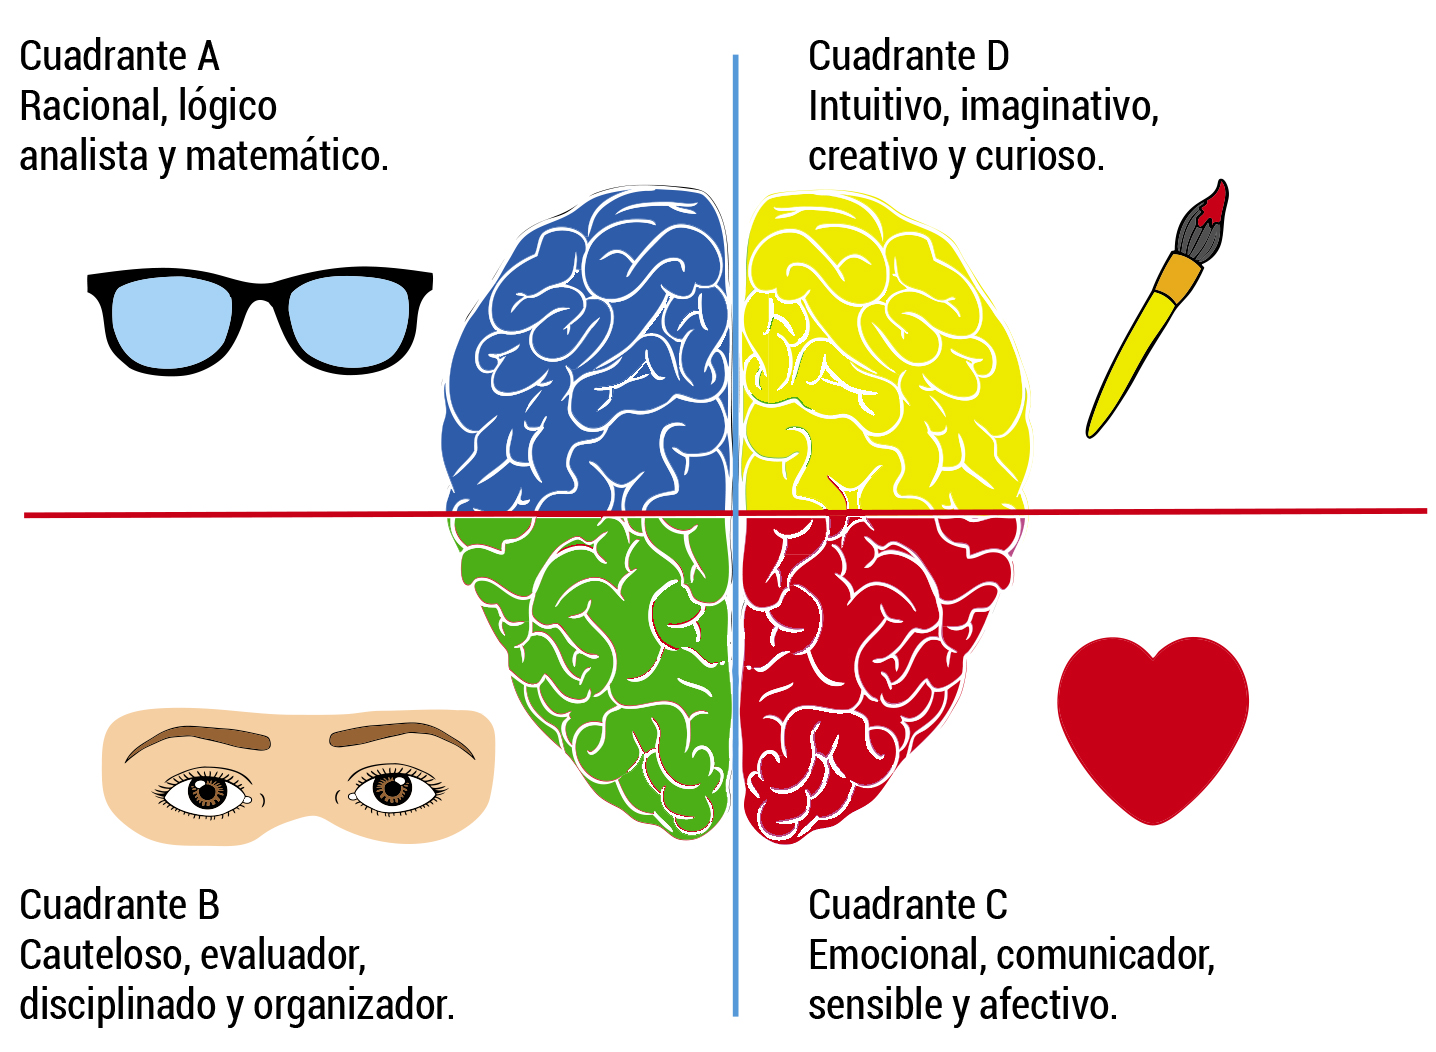 Cuadrante A
Racional, lógico
analista y matemático.
Cuadrante D
Intuitivo, imaginativo,
creativo y curioso.
Cuadrante B
Cauteloso, evaluador,
disciplinado y organizador.
Cuadrante C
Emocional, comunicador,
sensible y afectivo.